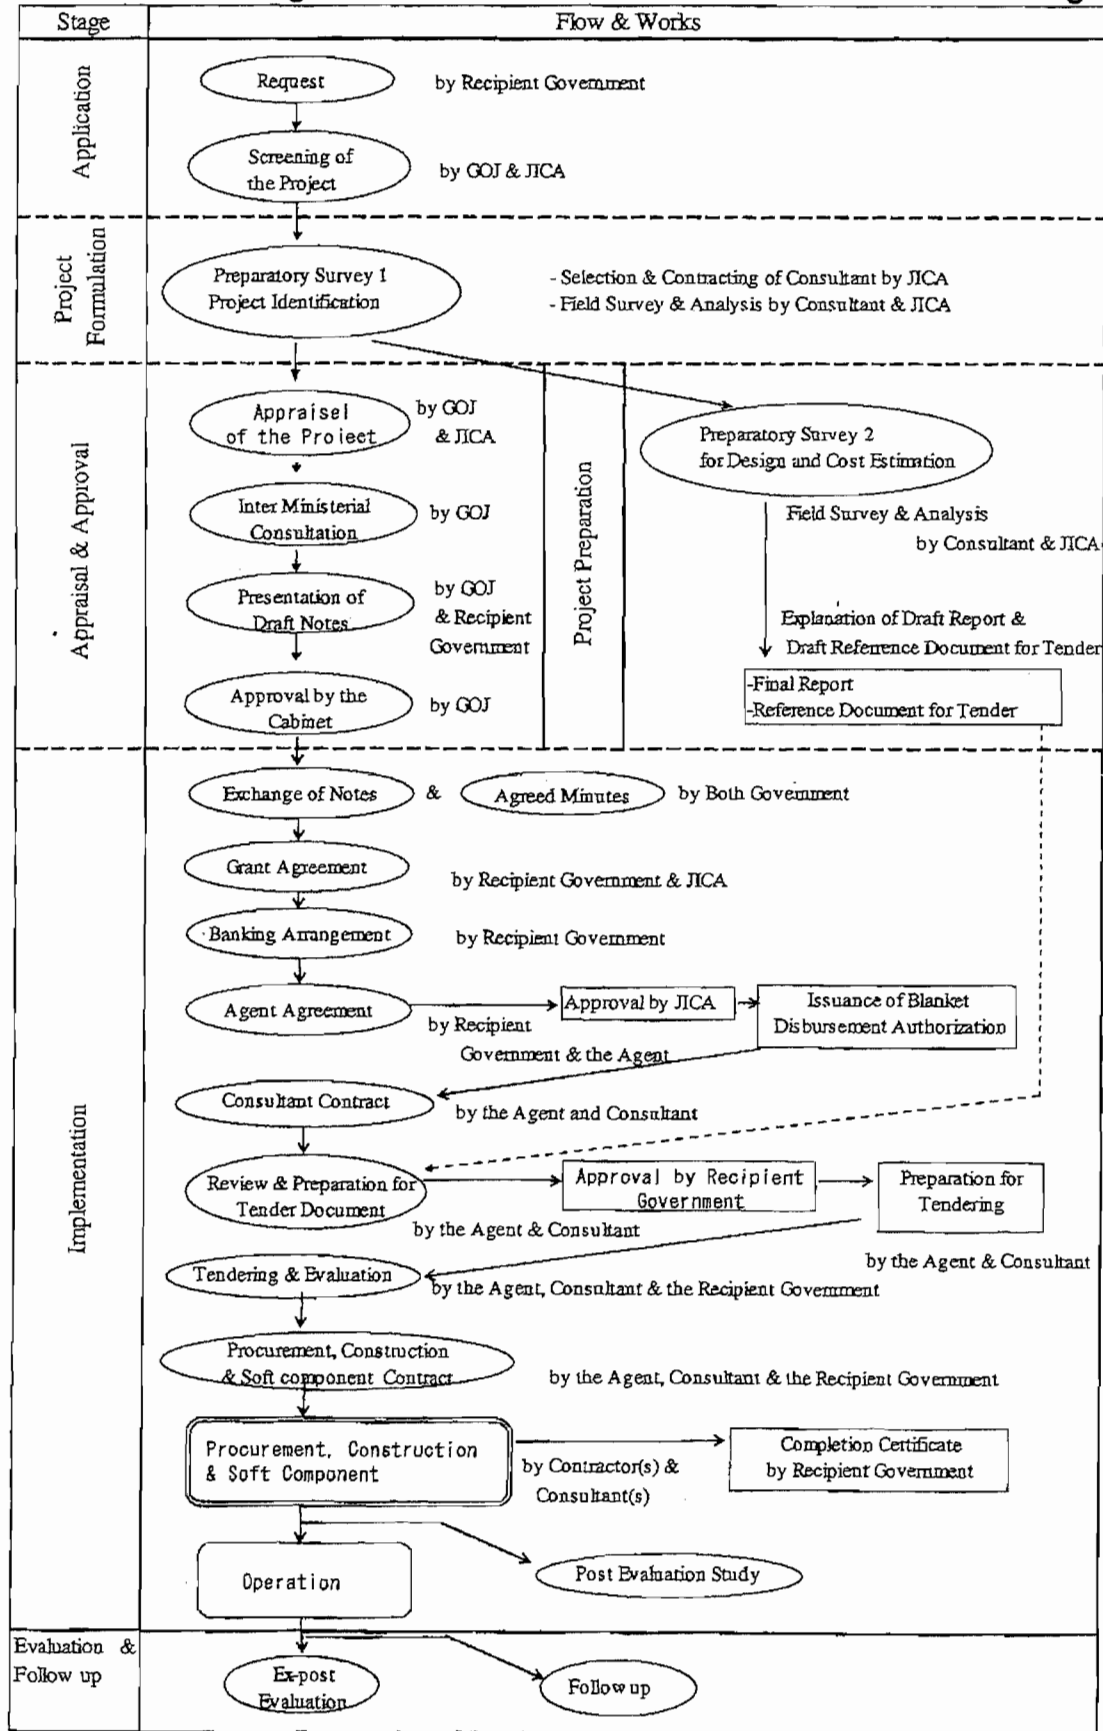 Stage
Flow & Works
Application
Request
by Recipient Government
Screening of
the Project
by GOJ & JICA
Project
Formulation
Preparatory Survey 1
Project Identification
- Selection & Contracting of Consultant by JICA
- Field Survey & Analysis by Consultant & JICA
Appraisal & Approval
Appraisel
of the Project
by GOJ
& JICA
Inter Ministerial
Consultation
by GOJ
Presentation of
Draft Notes
by GOJ
& Recipient
Government
Approval by the
Cabinet
by GOJ
Project Preparation
Preparatory Survey 2
for Design and Cost Estimation
Field Survey & Analysis
by Consultant & JICA
Explanation of Draft Report &
Draft Reference Document for Tender
-Final Report
-Reference Document for Tender
Implementation
Exchange of Notes
&
Agreed Minutes
by Both Government
Grant Agreement
by Recipient Government & JICA
Banking Arrangement
by Recipient Government
Agent Agreement
by Recipient
Government & the Agent
Approval by JICA
Issuance of Blanket
Disbursement Authorization
Consultant Contract
by the Agent and Consultant
Review & Preparation for
Tender Document
by the Agent & Consultant
Approval by Recipient
Government
Preparation for
Tendering
by the Agent & Consultant
Tendering & Evaluation
by the Agent, Consultant & the Recipient Government
Procurement, Construction
& Soft component Contract
by the Agent, Consultant & the Recipient Government
Procurement, Construction
& Soft Component
by Contractor(s) &
Consultant(s)
Completion Certificate
by Recipient Government
Operation
Post Evaluation Study
Evaluation &
Follow up
Ex-post
Evaluation
Follow up